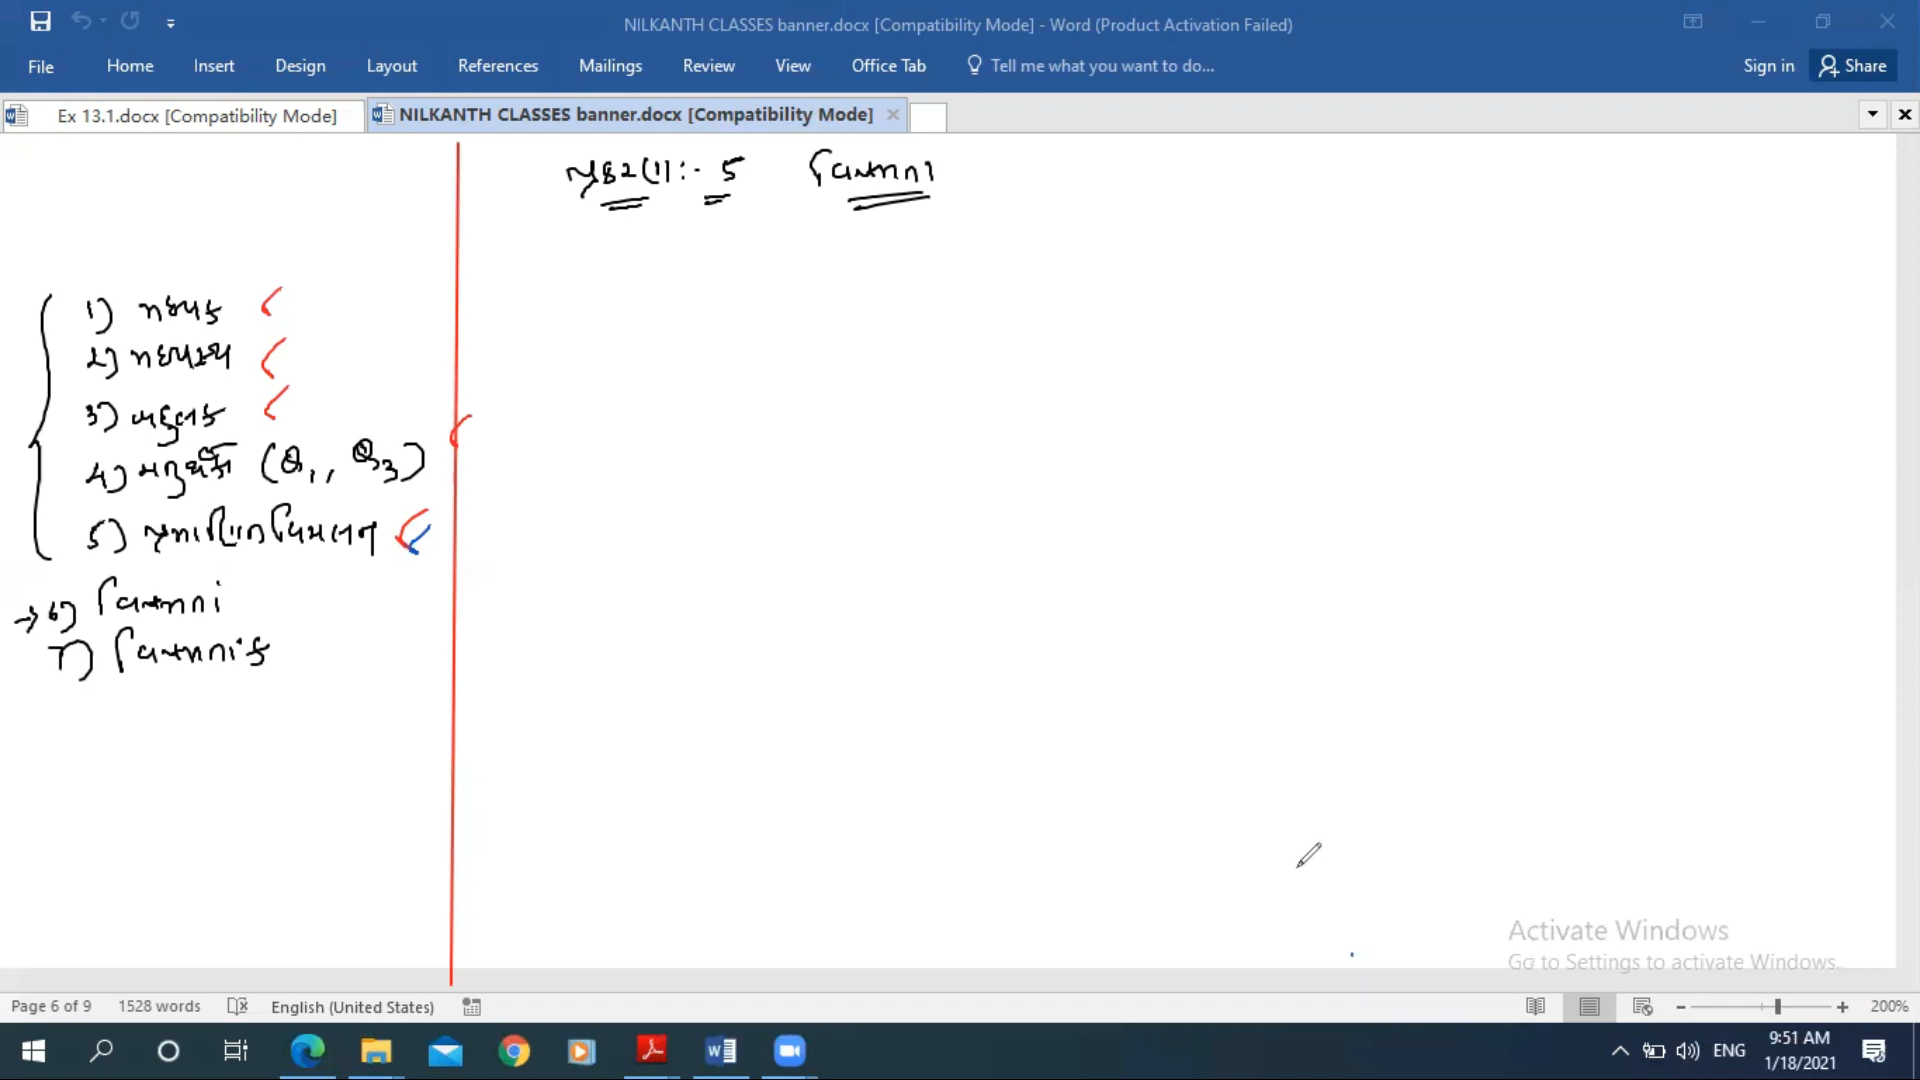 NILKANTH CLASSES banner.docx [Compatibility Mode] - Word (Product Activation Failed)
File Home Insert Design Layout References Mailings Review View Office Tab Tell me what you want to do... Sign in Share
Ex 13.1.docx [Compatibility Mode] NILKANTH CLASSES banner.docx [Compatibility Mode]
પ્રકરણ :- 5 વિષમતા
1) મધ્યક
2) મધ્યસ્થ
3) બહુલક
4) ચતુર્થક (Q1, Q3)
5) પ્રમાણિત વિચલન
→ 6) વિષમતા
7) વિષમતાંક
Activate Windows
Go to Settings to activate Windows.
Page 6 of 9 1528 words English (United States) 200%
9:51 AM
ENG
1/18/2021